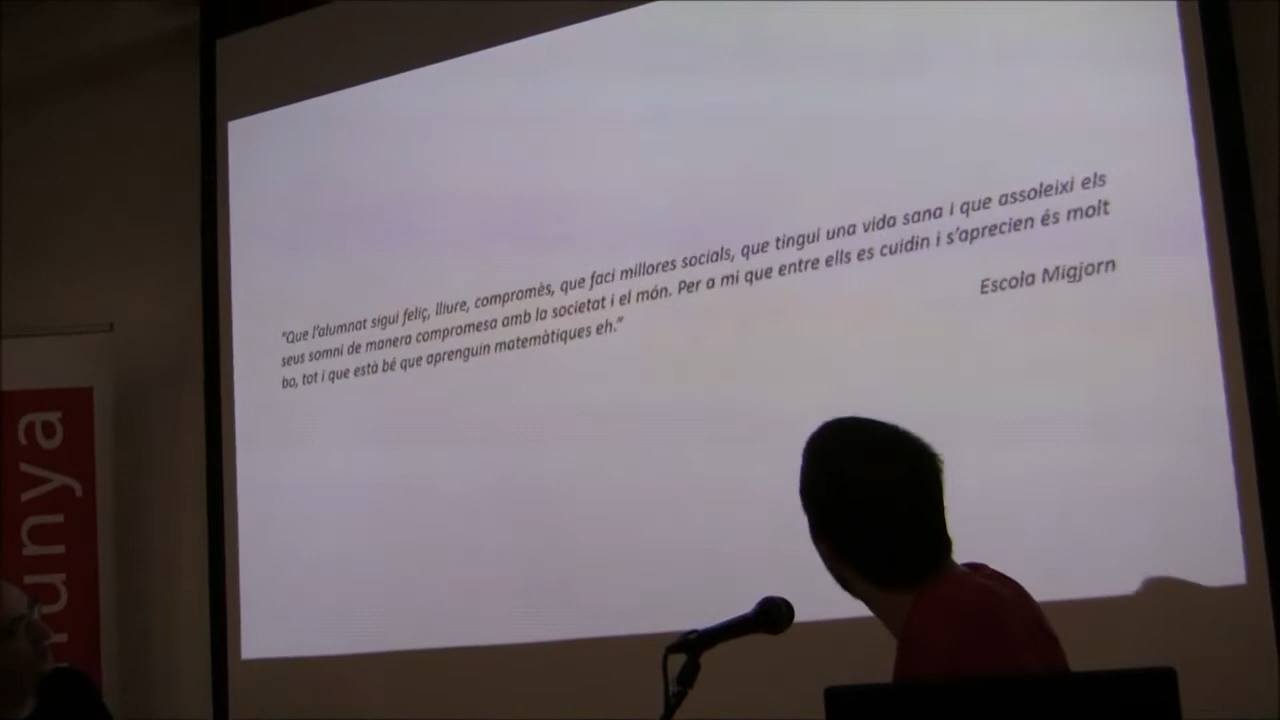 "Que l'alumnat sigui feliç, lliure, compromès, que faci millores socials, que tingui una vida sana i que assoleixi els
seus somni de manera compromesa amb la societat i el món. Per a mi que entre ells es cuidin i s'aprecien és molt
bo, tot i que està bé que aprenguin matemàtiques eh."
Escola Migjorn
unya